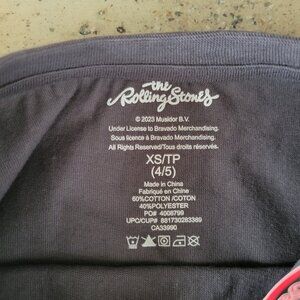 the
Rolling Stones
© 2023 Musidor B.V.
Under License to Bravado Merchandising.
Sous licence à Bravado Merchandising.
All Rights Reserved/Tous droits réservés.
XS/TP
(4/5)
Made in China
Fabriqué en Chine
60%COTTON /COTON
40%POLYESTER
PO# 4008799
UPC/CUP# 881730283389
CA33990